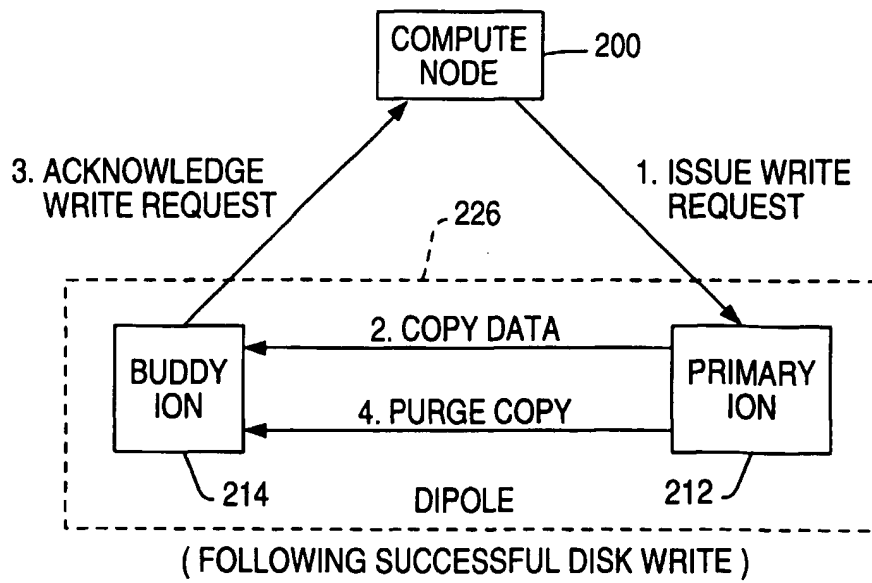 COMPUTE
NODE
200
3. ACKNOWLEDGE
WRITE REQUEST
1. ISSUE WRITE
REQUEST
226
2. COPY DATA
BUDDY
ION
PRIMARY
ION
4. PURGE COPY
214
DIPOLE
212
( FOLLOWING SUCCESSFUL DISK WRITE )